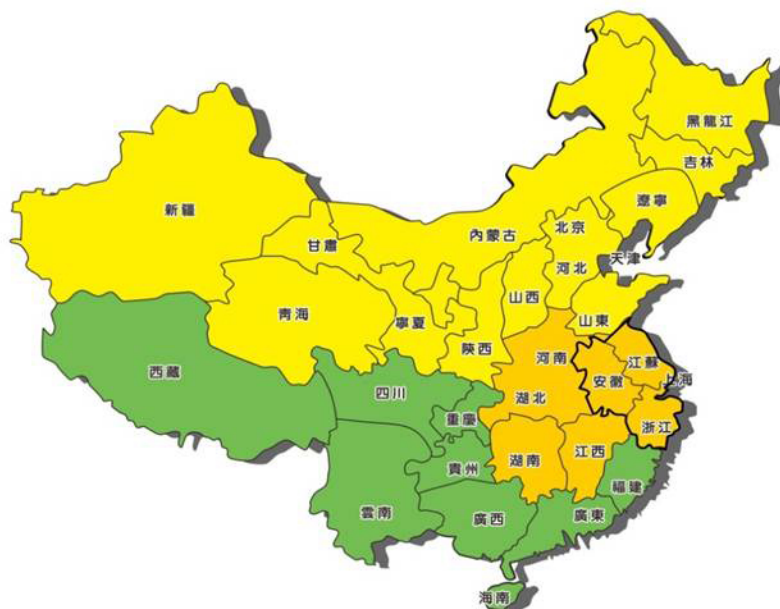 黑龍江
吉林
遼寧
新疆
北京
內蒙古
甘肅
天津
河北
山西
青海
寧夏
山東
陝西
河南
江蘇
西藏
安徽
上海
四川
湖北
重慶
浙江
江西
湖南
貴州
福建
雲南
廣西
廣東
海南